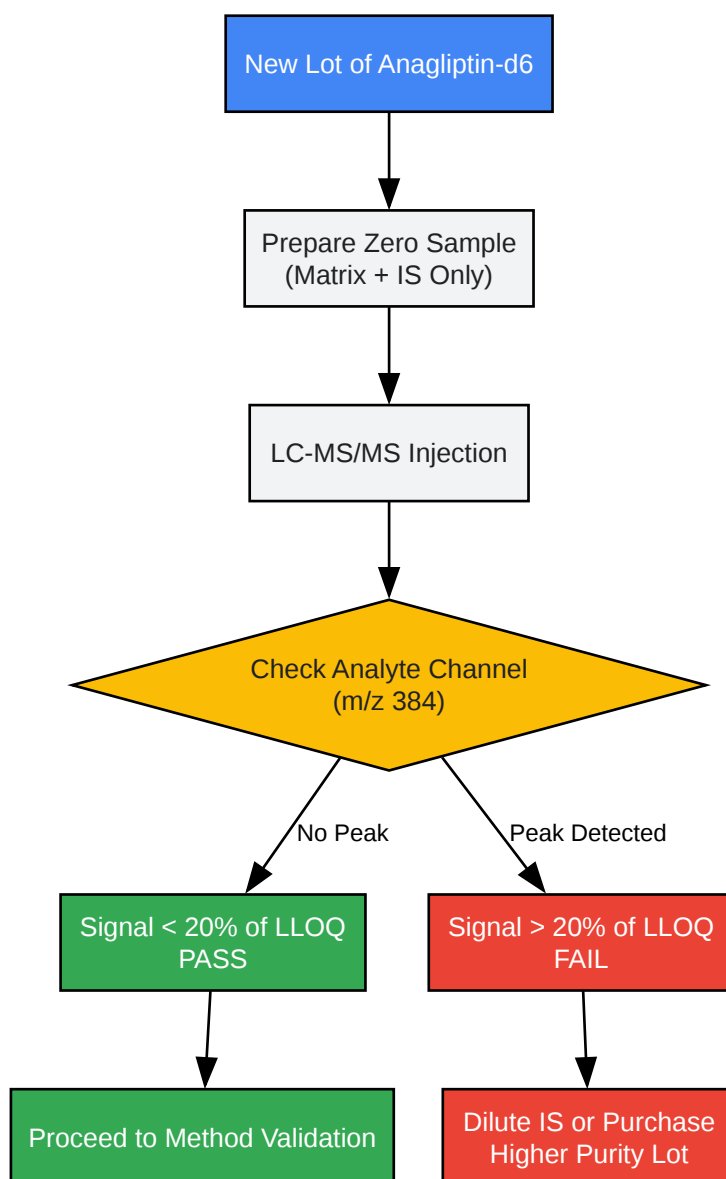 New Lot of Anagliptin-d6
Prepare Zero Sample
(Matrix + IS Only)
LC-MS/MS Injection
Check Analyte Channel
(m/z 384)
No Peak
Peak Detected
Signal < 20% of LLOQ
PASS
Signal > 20% of LLOQ
FAIL
Proceed to Method Validation
Dilute IS or Purchase
Higher Purity Lot